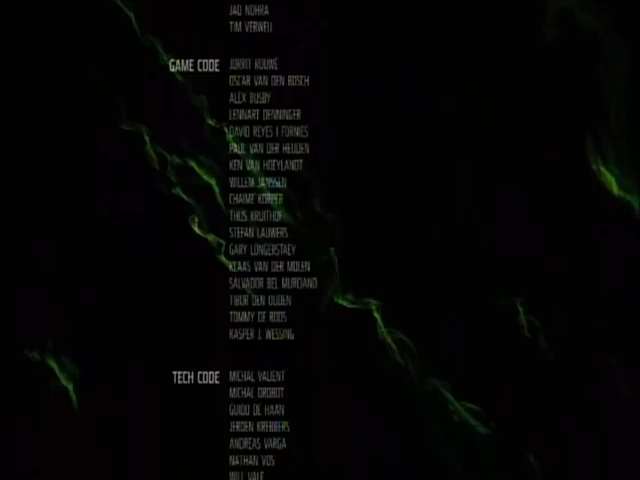 JAD NOHRA
TIM VERWEIJ
GAME CODE JORRIT ROUWÉ
OSCAR VAN DEN BOSCH
ALEX BUSBY
LENNART DENNINGER
DAVID REYES I FORNIES
PAUL VAN DER HEIJDEN
KEN VAN HOEYLANDT
WILLEM JANSSEN
CHAIME KORPER
THIJS KRUITHOF
STEFAN LAUWERS
GARY LONGERSTAEY
KLAAS VAN DER MOLEN
SALVADOR BEL MURCIANO
TIBOR DEN OUDEN
TOMMY DE ROOS
KASPER J. WESSING
TECH CODE MICHAL VALIENT
MICHAL DROBOT
GUIDO DE HAAN
JEROEN KREBBERS
ANDREAS VARGA
NATHAN VOS
WILL VALE